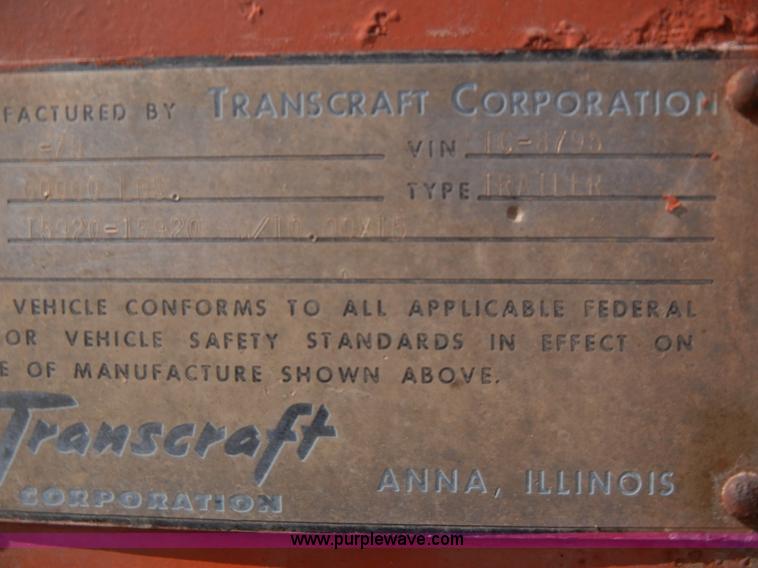 FACTURED BY TRANSCRAFT CORPORATION
VIN
TYPE TRAILER
VEHICLE CONFORMS TO ALL APPLICABLE FEDERAL
OR VEHICLE SAFETY STANDARDS IN EFFECT ON
E OF MANUFACTURE SHOWN ABOVE.
Transcraft
CORPORATION
ANNA, ILLINOIS
www.purplewave.com